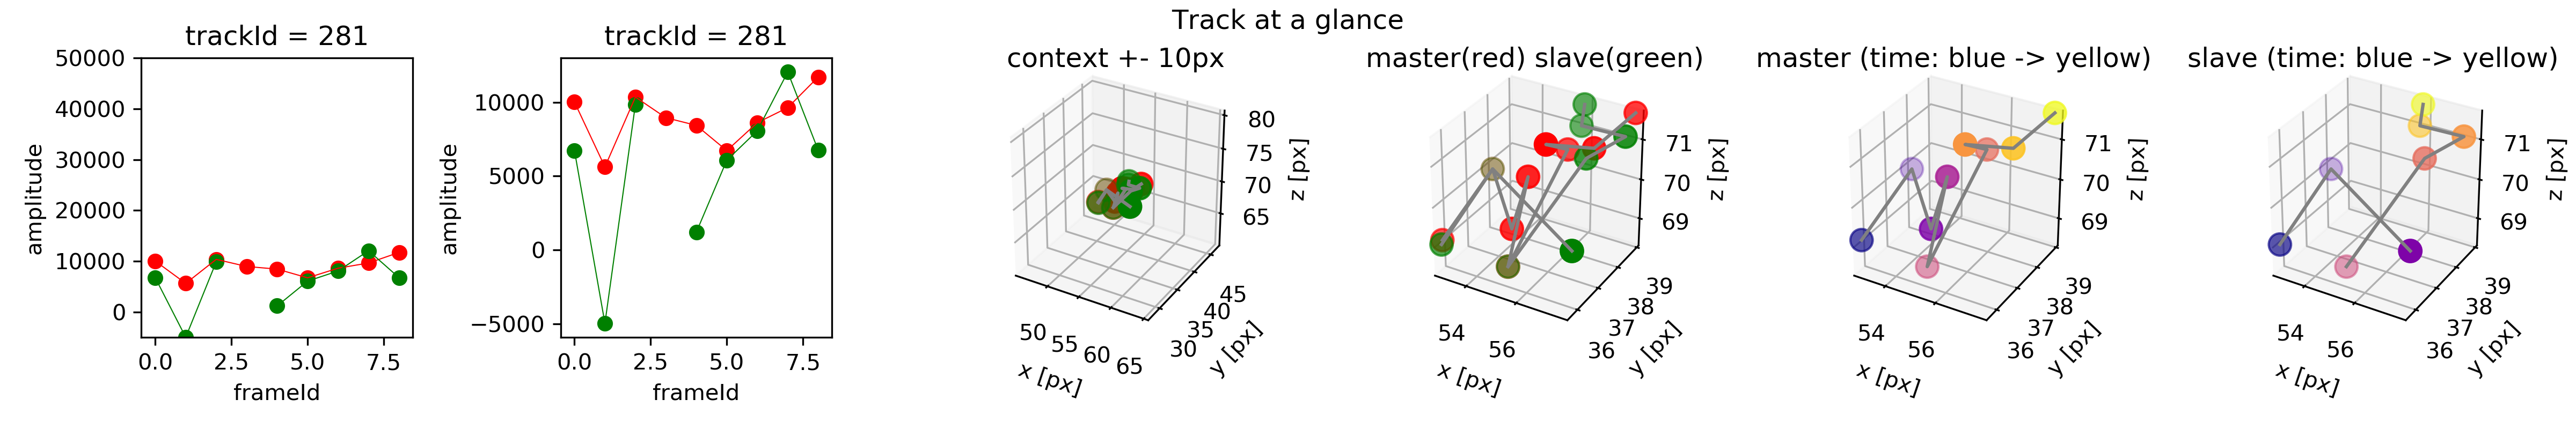 Track at a glance
trackId = 281
50000
40000
30000
20000
10000
0
amplitude
0.0 2.5 5.0 7.5
frameId
trackId = 281
10000
5000
0
−5000
amplitude
0.0 2.5 5.0 7.5
frameId
context +- 10px
80
75
70
65
z [px]
45
40
35
30
y [px]
50 55 60 65
x [px]
master(red) slave(green)
71
70
69
z [px]
39
38
37
36
y [px]
54 56
x [px]
master (time: blue -> yellow)
71
70
69
z [px]
39
38
37
36
y [px]
54 56
x [px]
slave (time: blue -> yellow)
71
70
69
z [px]
39
38
37
36
y [px]
54 56
x [px]